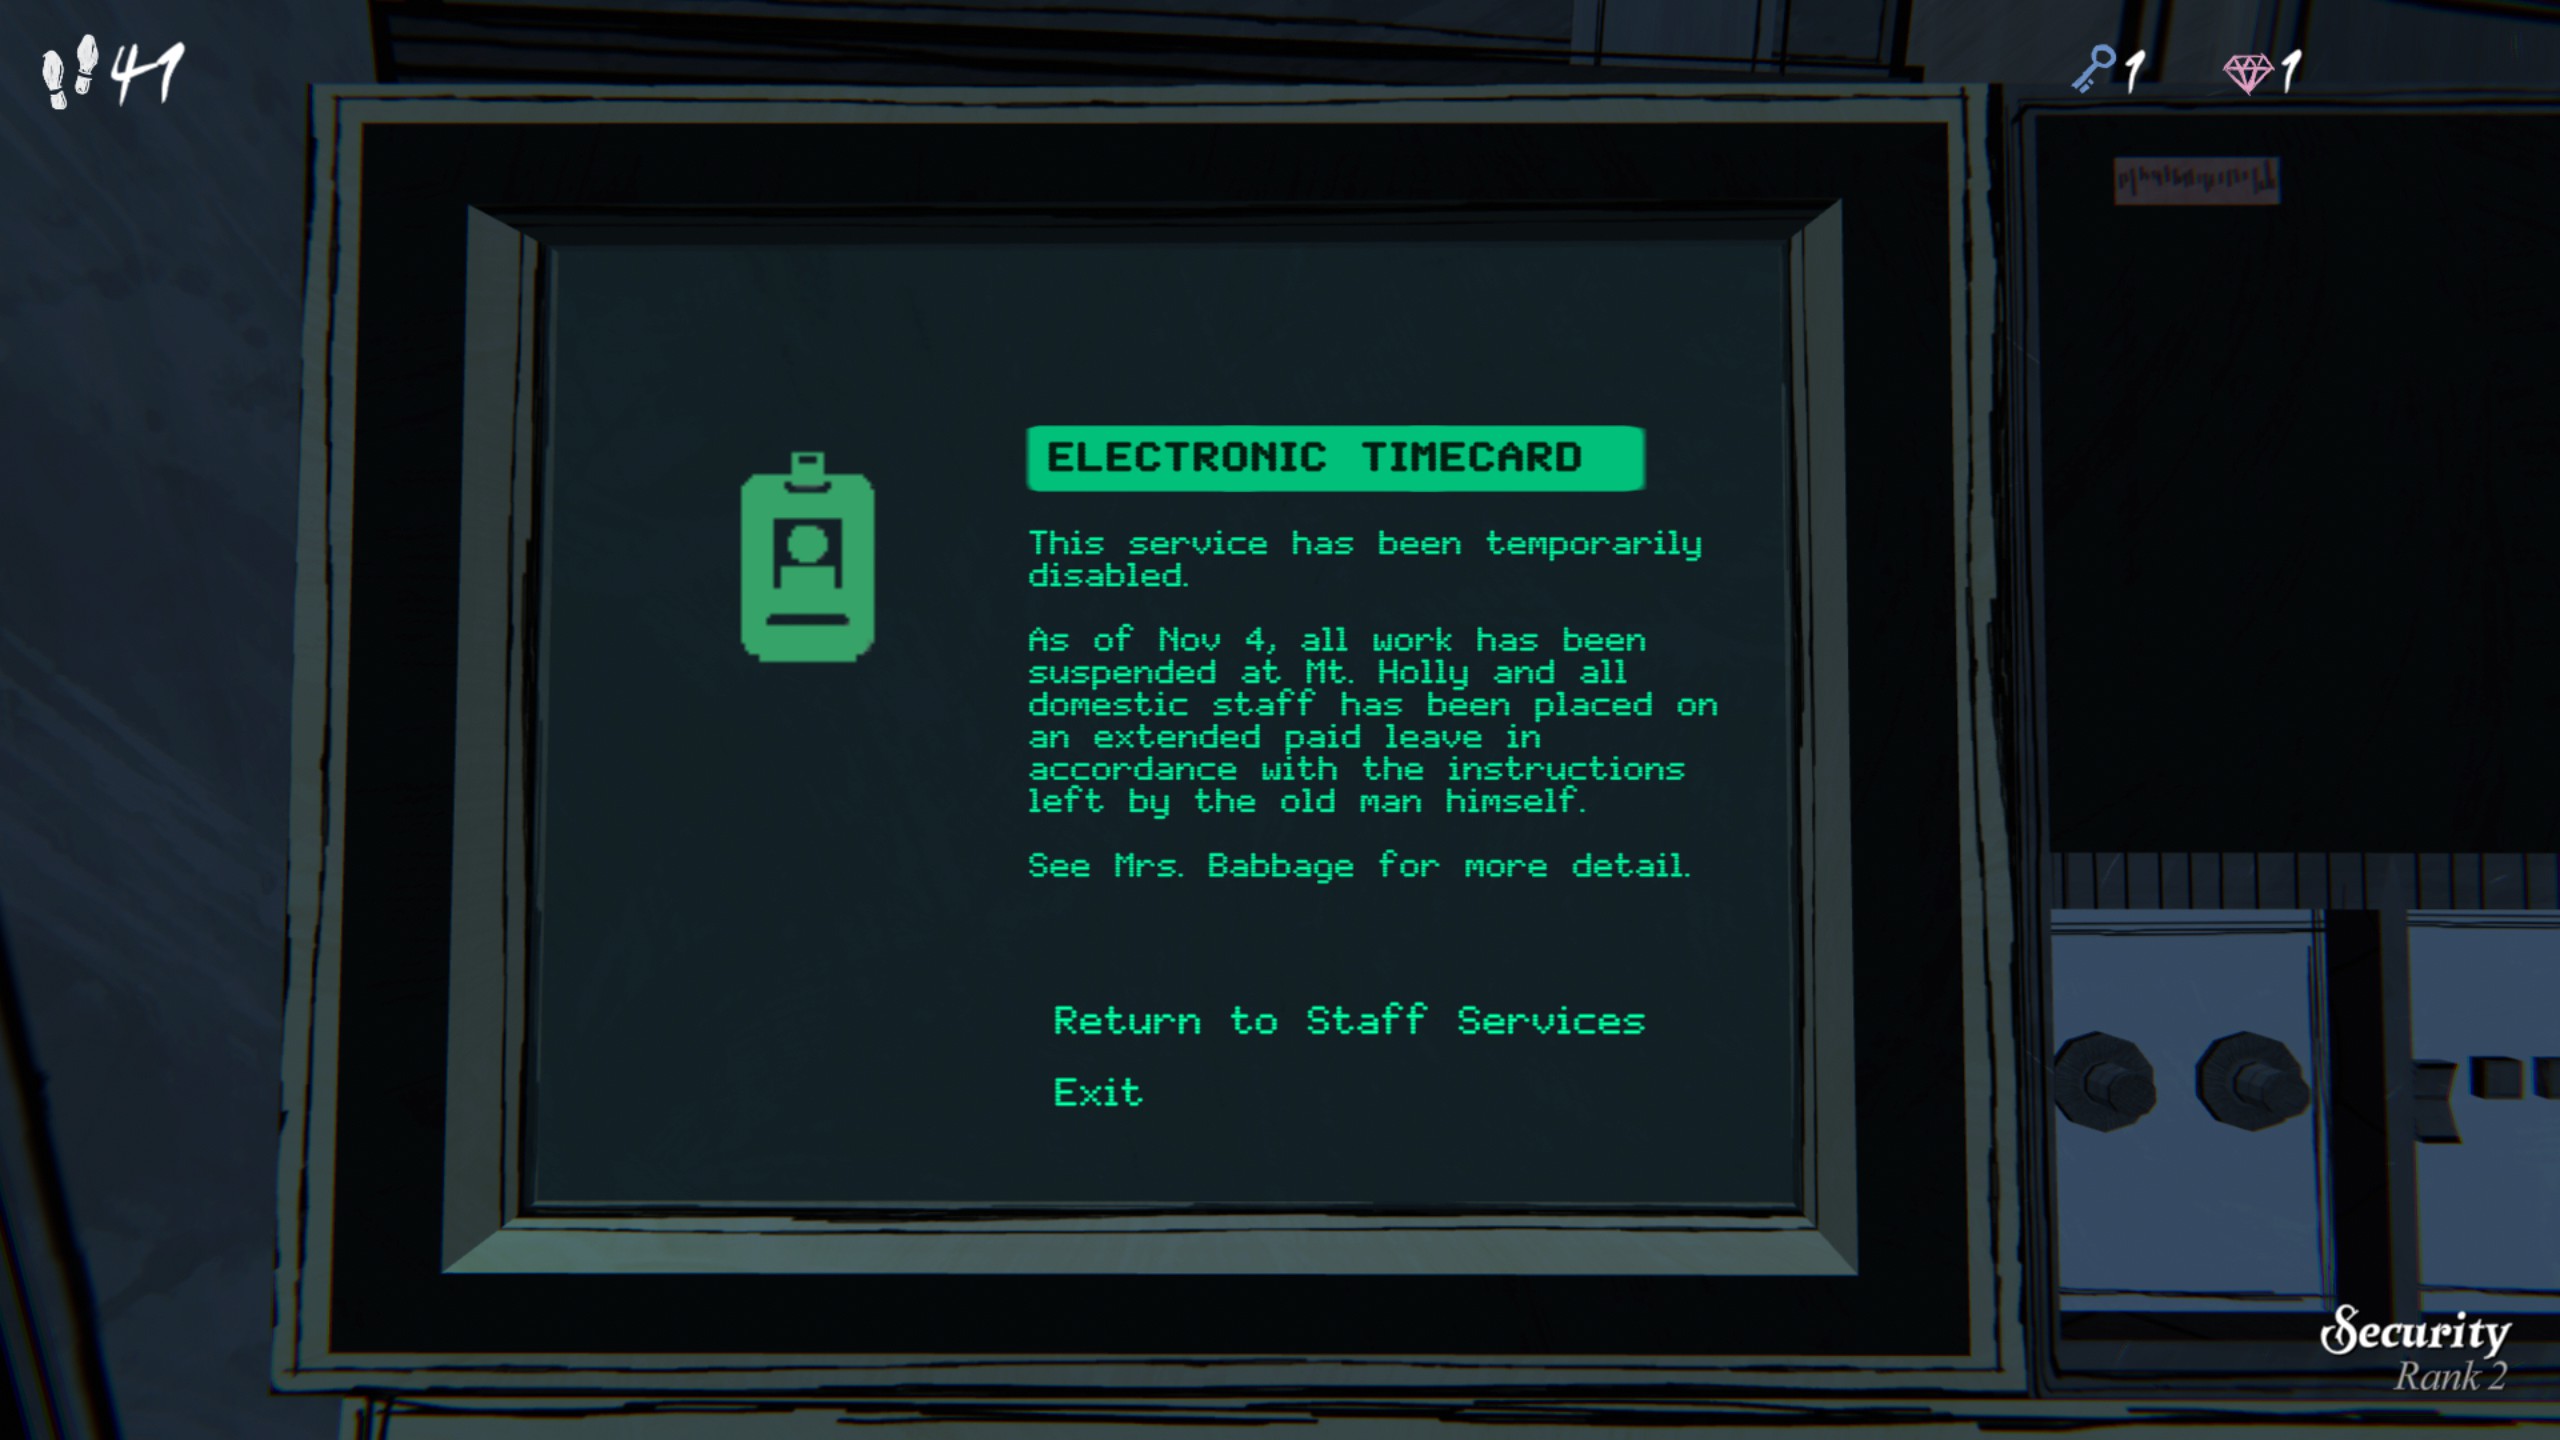 41
1
1
ELECTRONIC TIMECARD
This service has been temporarily
disabled.
As of Nov 4, all work has been
suspended at Mt. Holly and all
domestic staff has been placed on
an extended paid leave in
accordance with the instructions
left by the old man himself.
See Mrs. Babbage for more detail.
Return to Staff Services
Exit
Security
Rank 2